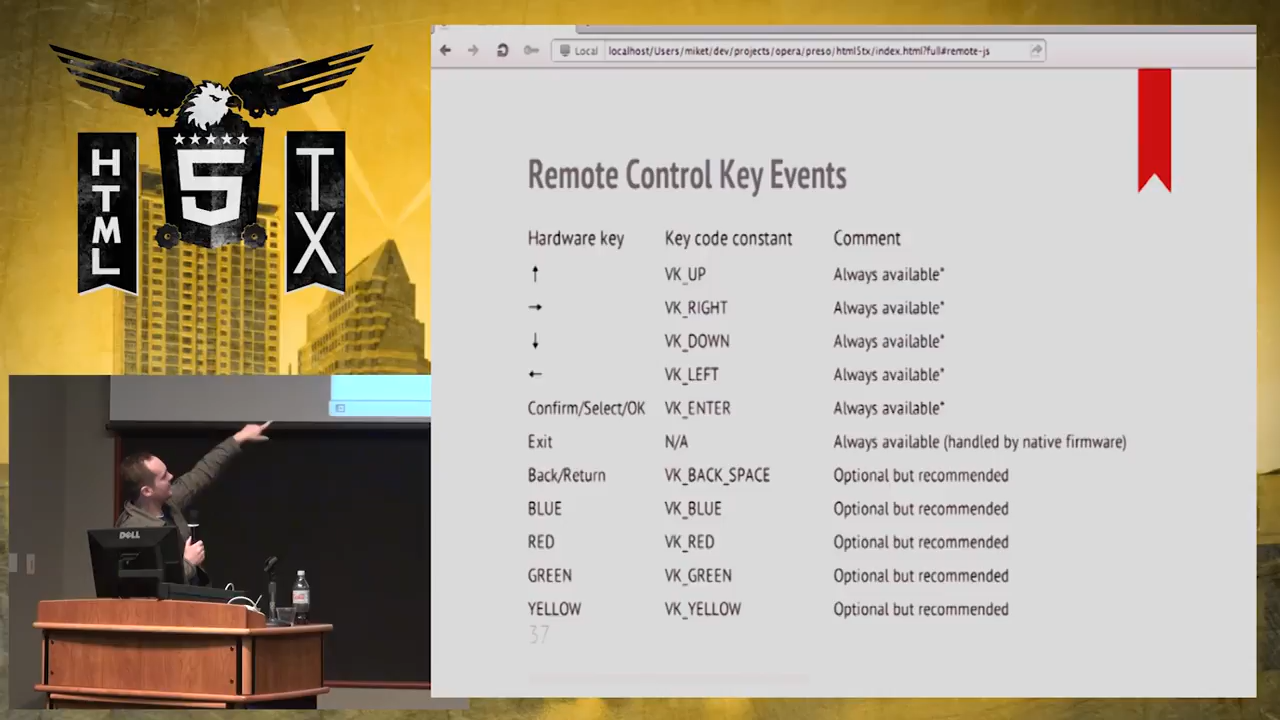 HTML
5
TX
Local localhost/Users/miket/dev/projects/opera/preso/html5tx/index.html?full#remote-js
Remote Control Key Events
Hardware key Key code constant Comment
↑ VK_UP Always available*
→ VK_RIGHT Always available*
↓ VK_DOWN Always available*
← VK_LEFT Always available*
Confirm/Select/OK VK_ENTER Always available*
Exit N/A Always available (handled by native firmware)
Back/Return VK_BACK_SPACE Optional but recommended
BLUE VK_BLUE Optional but recommended
RED VK_RED Optional but recommended
GREEN VK_GREEN Optional but recommended
YELLOW VK_YELLOW Optional but recommended
37
DELL